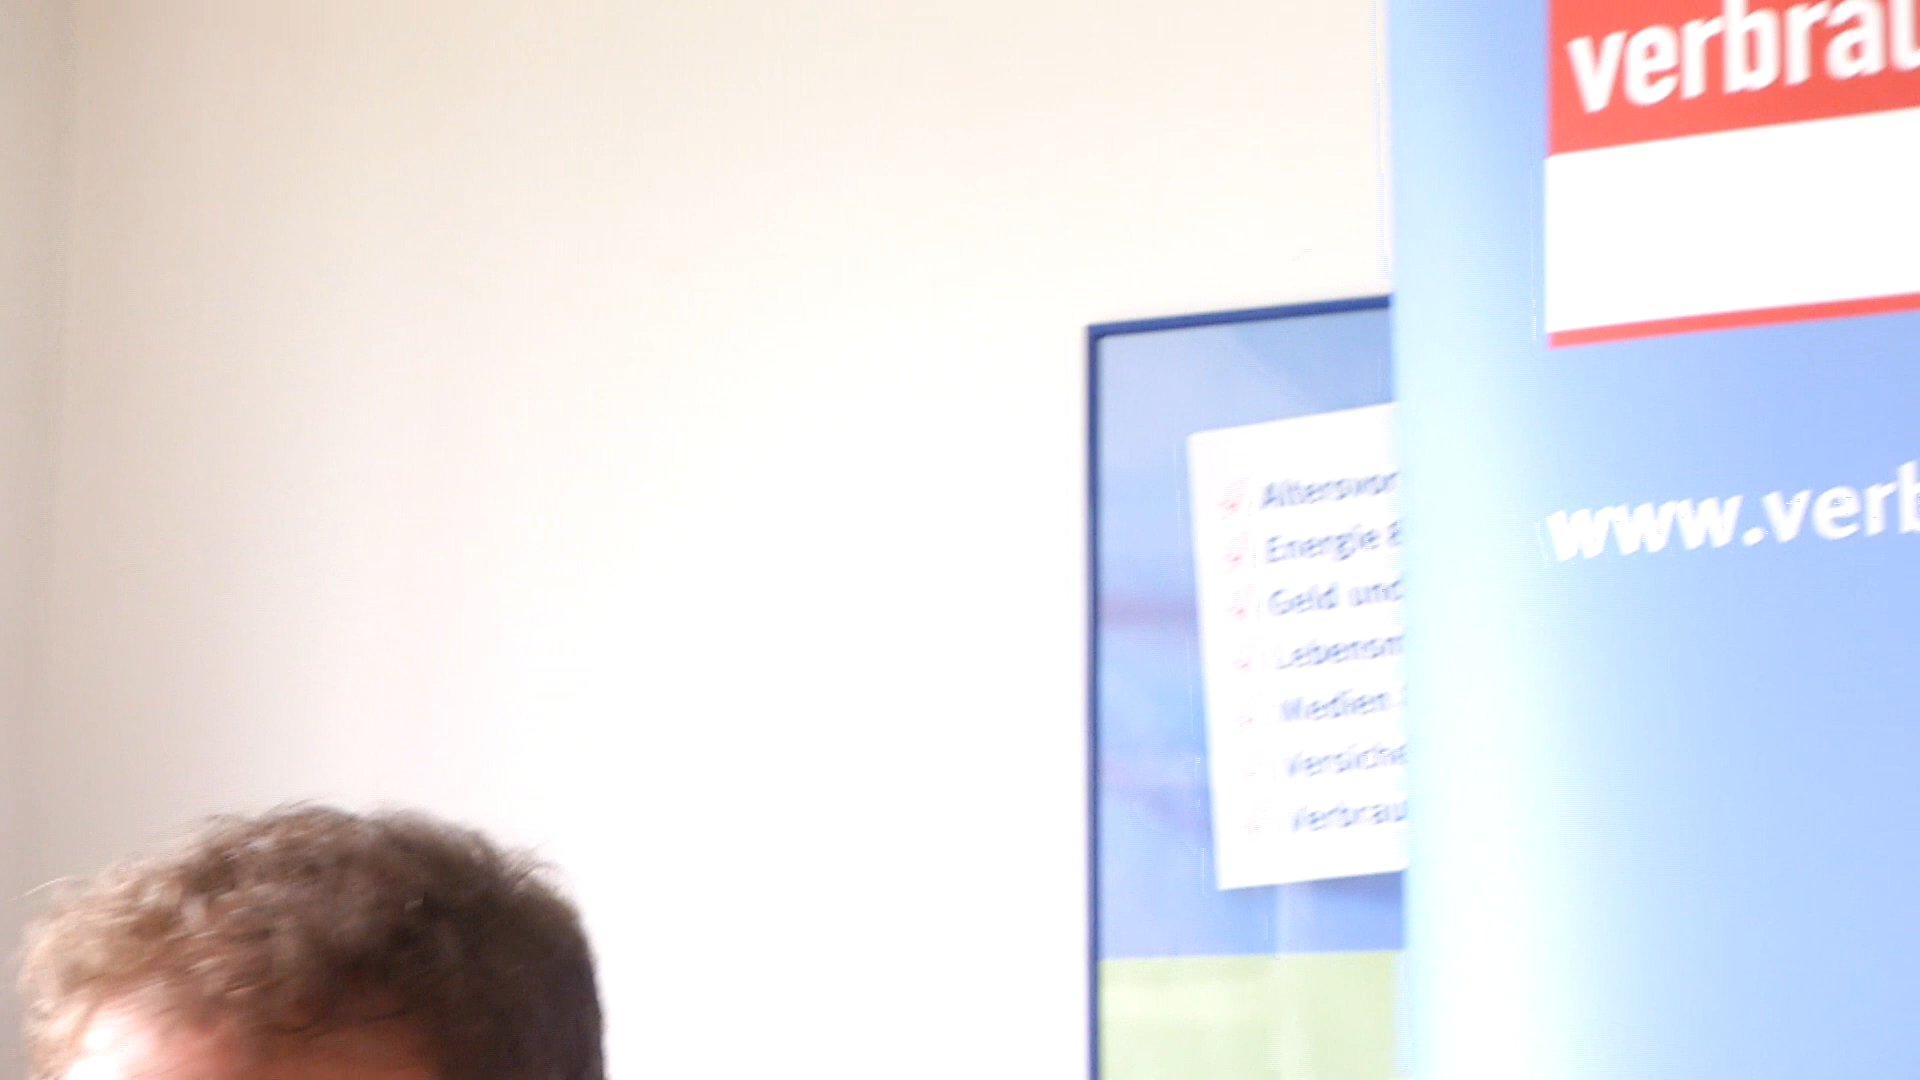 verbrau
www.verb
Altersvor
Energie &
Geld und
Lebensm
Medien
Versiche
Verbrau